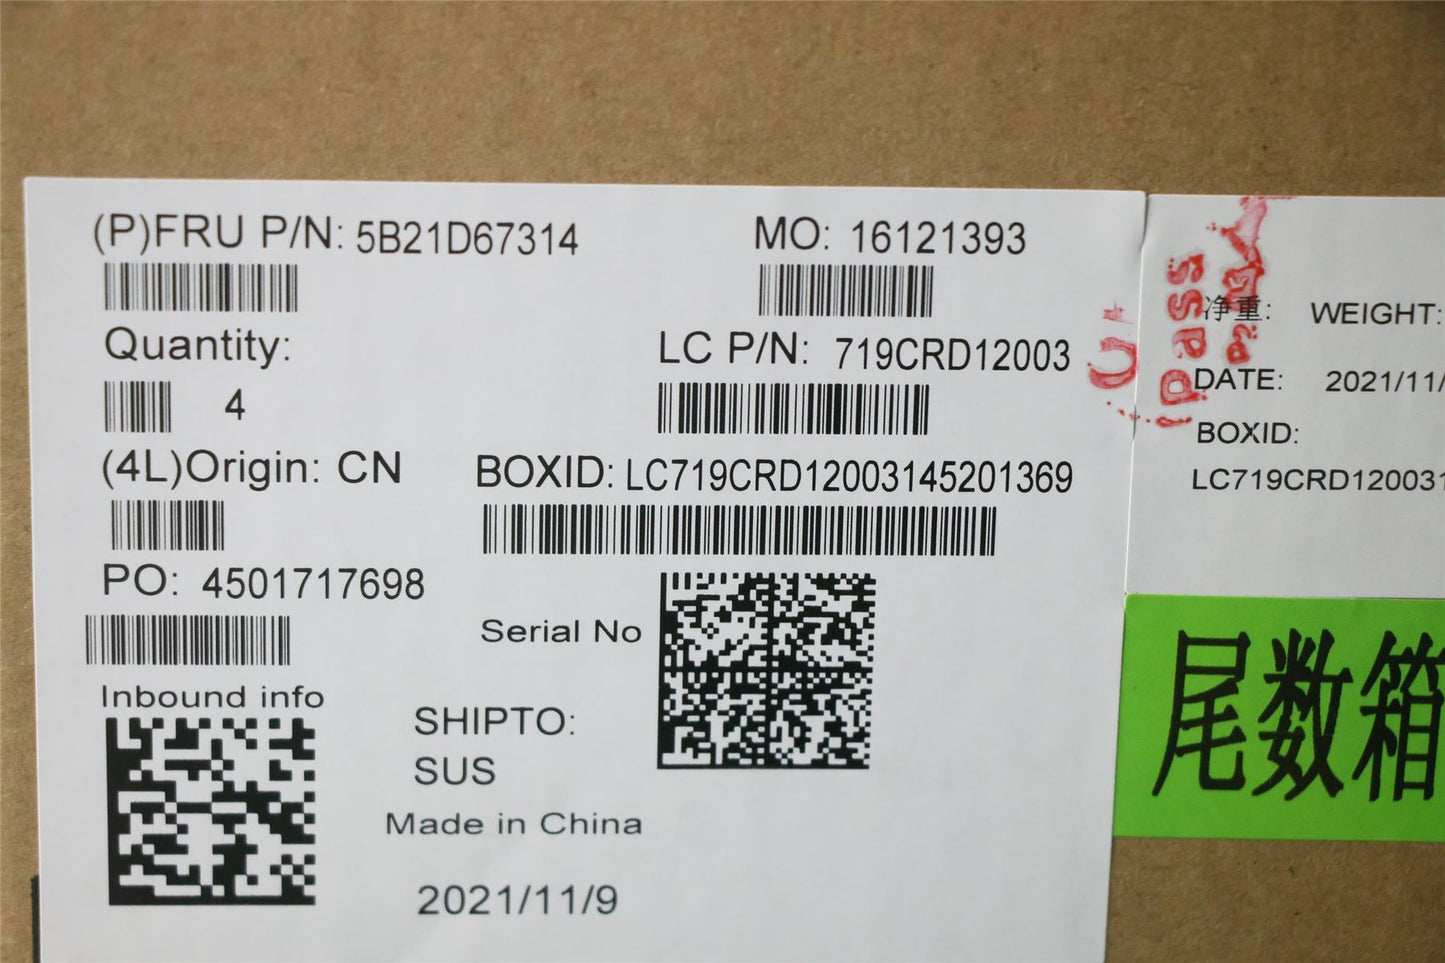 (P)FRU P/N: 5B21D67314
MO: 16121393
Quantity:
4
LC P/N: 719CRD12003
(4L)Origin: CN
BOXID: LC719CRD12003145201369
PO: 4501717698
Serial No
Inbound info
SHIPTO:
SUS
Made in China
2021/11/9
净重: WEIGHT:
DATE: 2021/11/
BOXID:
LC719CRD120031
尾数箱